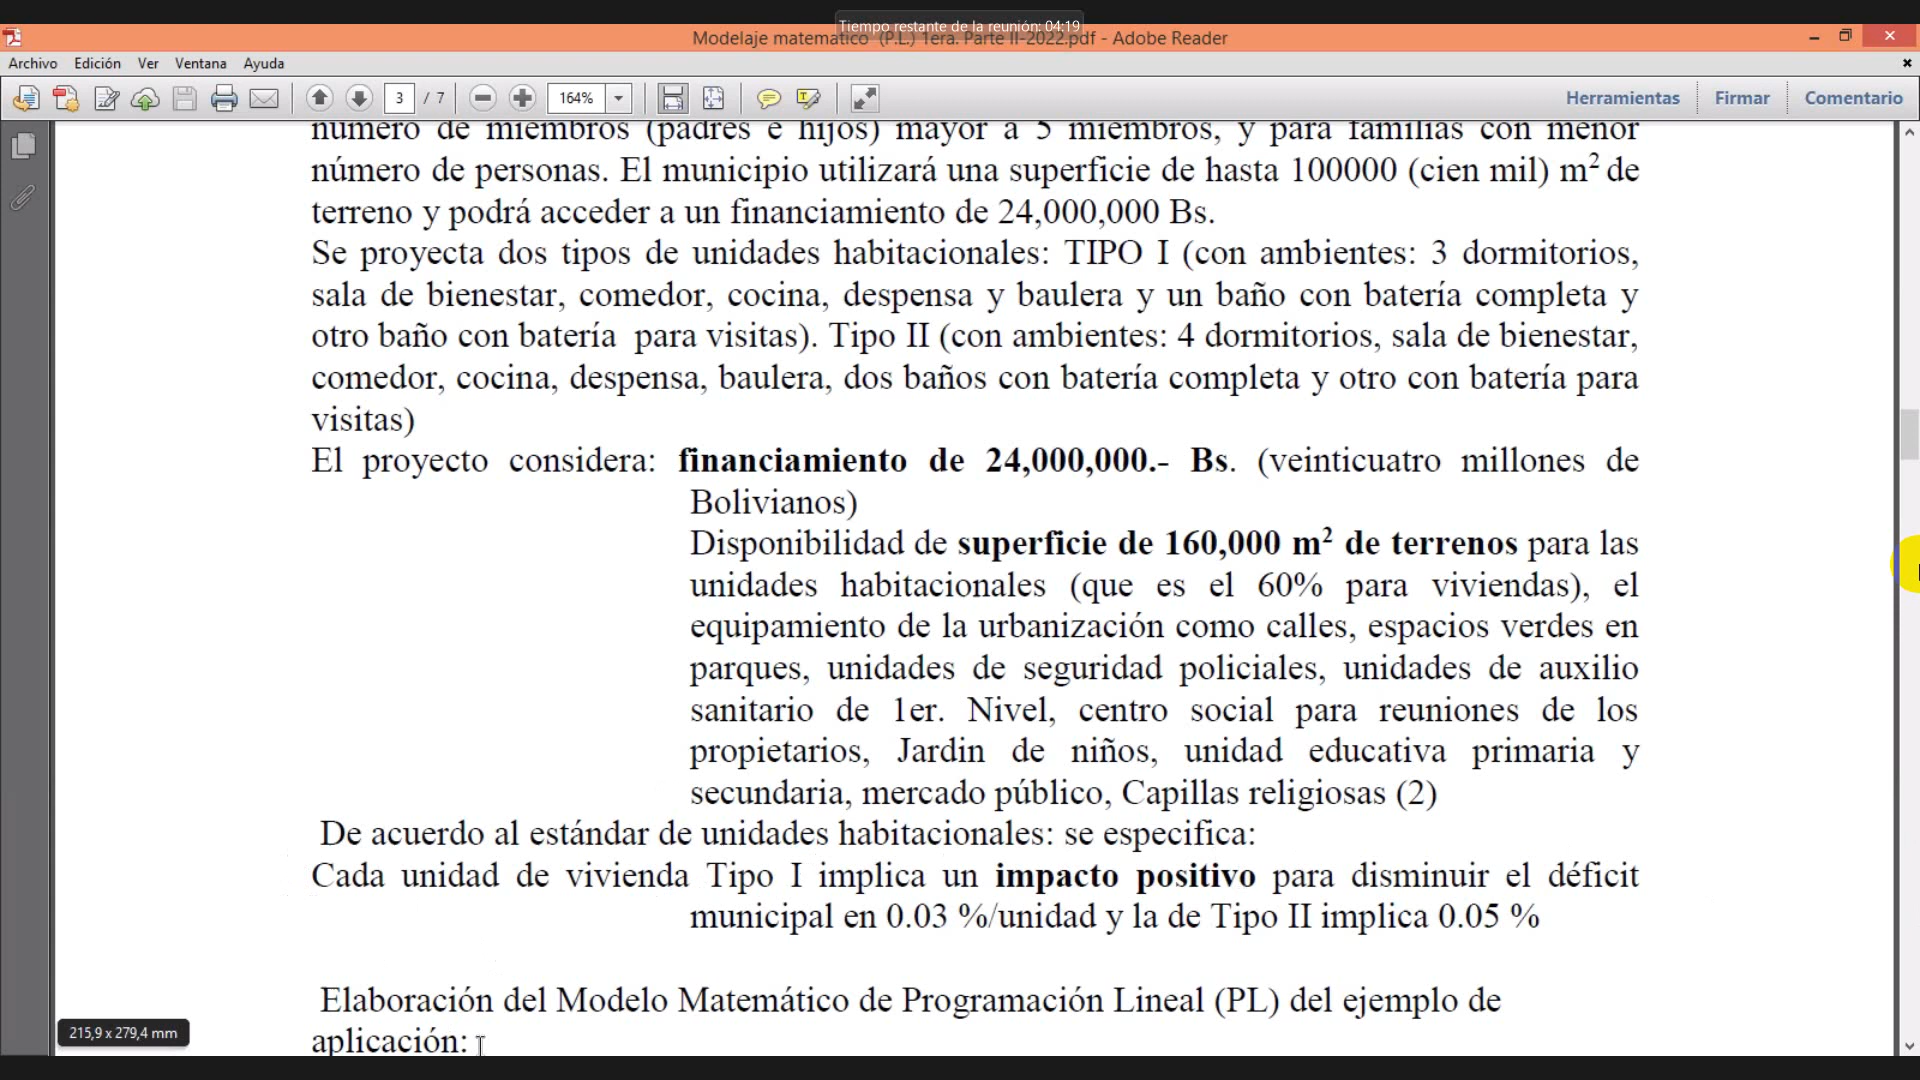 Tiempo restante de la reunión: 04:19
Modelaje matematico (P.L.) 1era. Parte II-2022.pdf - Adobe Reader
Archivo Edición Ver Ventana Ayuda
3 / 7 164% Herramientas Firmar Comentario
número de miembros (padres e hijos) mayor a 5 miembros, y para familias con menor
número de personas. El municipio utilizará una superficie de hasta 100000 (cien mil) m² de
terreno y podrá acceder a un financiamiento de 24,000,000 Bs.
Se proyecta dos tipos de unidades habitacionales: TIPO I (con ambientes: 3 dormitorios,
sala de bienestar, comedor, cocina, despensa y baulera y un baño con batería completa y
otro baño con batería para visitas). Tipo II (con ambientes: 4 dormitorios, sala de bienestar,
comedor, cocina, despensa, baulera, dos baños con batería completa y otro con batería para
visitas)
El proyecto considera: financiamiento de 24,000,000.- Bs. (veinticuatro millones de
Bolivianos)
Disponibilidad de superficie de 160,000 m² de terrenos para las
unidades habitacionales (que es el 60% para viviendas), el
equipamiento de la urbanización como calles, espacios verdes en
parques, unidades de seguridad policiales, unidades de auxilio
sanitario de 1er. Nivel, centro social para reuniones de los
propietarios, Jardin de niños, unidad educativa primaria y
secundaria, mercado público, Capillas religiosas (2)
De acuerdo al estándar de unidades habitacionales: se especifica:
Cada unidad de vivienda Tipo I implica un impacto positivo para disminuir el déficit
municipal en 0.03 %/unidad y la de Tipo II implica 0.05 %
Elaboración del Modelo Matemático de Programación Lineal (PL) del ejemplo de
aplicación:
215,9 x 279,4 mm